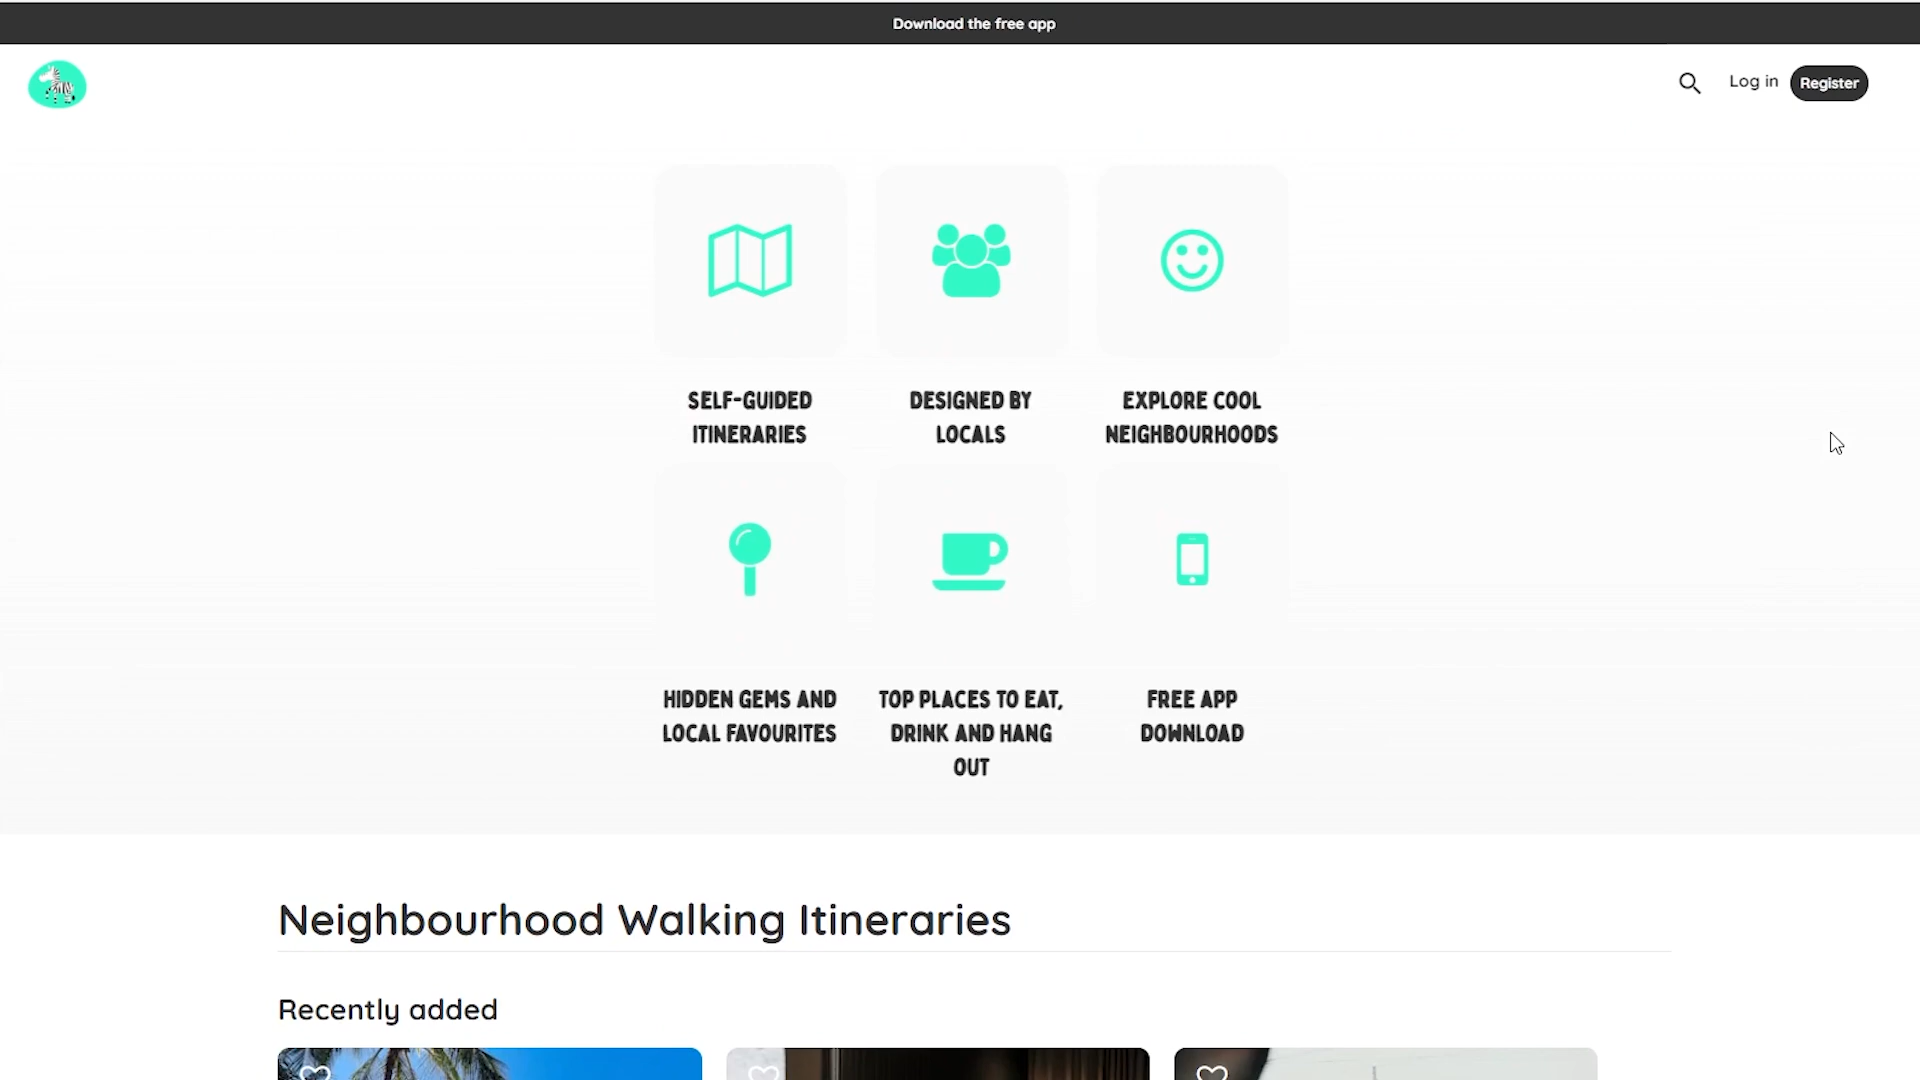 Download the free app
Log in
Register
SELF-GUIDED
ITINERARIES
DESIGNED BY
LOCALS
EXPLORE COOL
NEIGHBOURHOODS
HIDDEN GEMS AND
LOCAL FAVOURITES
TOP PLACES TO EAT,
DRINK AND HANG
OUT
FREE APP
DOWNLOAD
Neighbourhood Walking Itineraries
Recently added